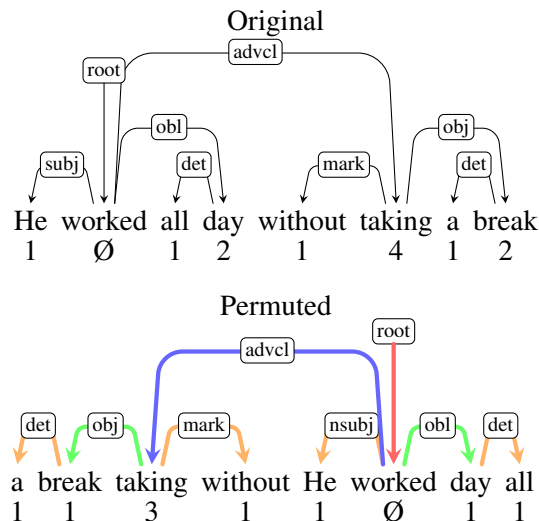 Original
advcl
root
obl obj
subj det mark det
He worked all day without taking a break
1 Ø 1 2 1 4 1 2
Permuted
root
advcl
det obj mark nsubj obl det
a break taking without He worked day all
1 1 3 1 1 Ø 1 1